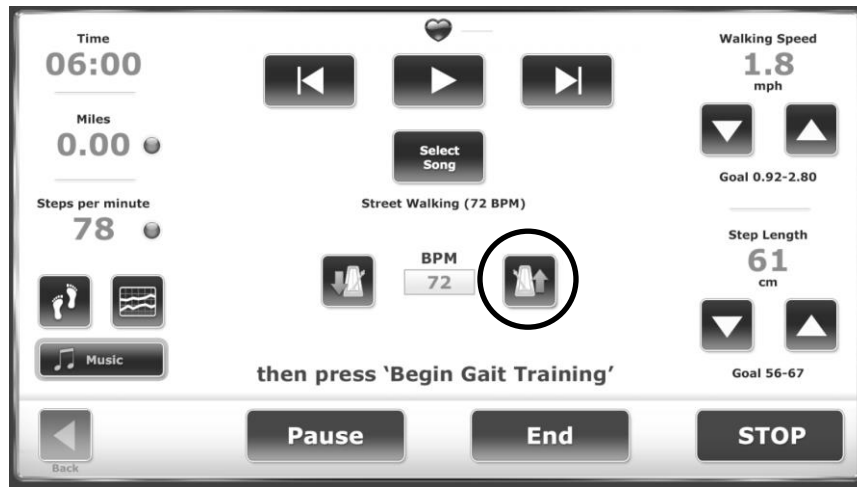 Time
06:00
Miles
0.00
Steps per minute
78
Music
Select
Song
Street Walking (72 BPM)
BPM
72
then press ‘Begin Gait Training’
Walking Speed
1.8
mph
Goal 0.92-2.80
Step Length
61
cm
Goal 56-67
Back
Pause
End
STOP